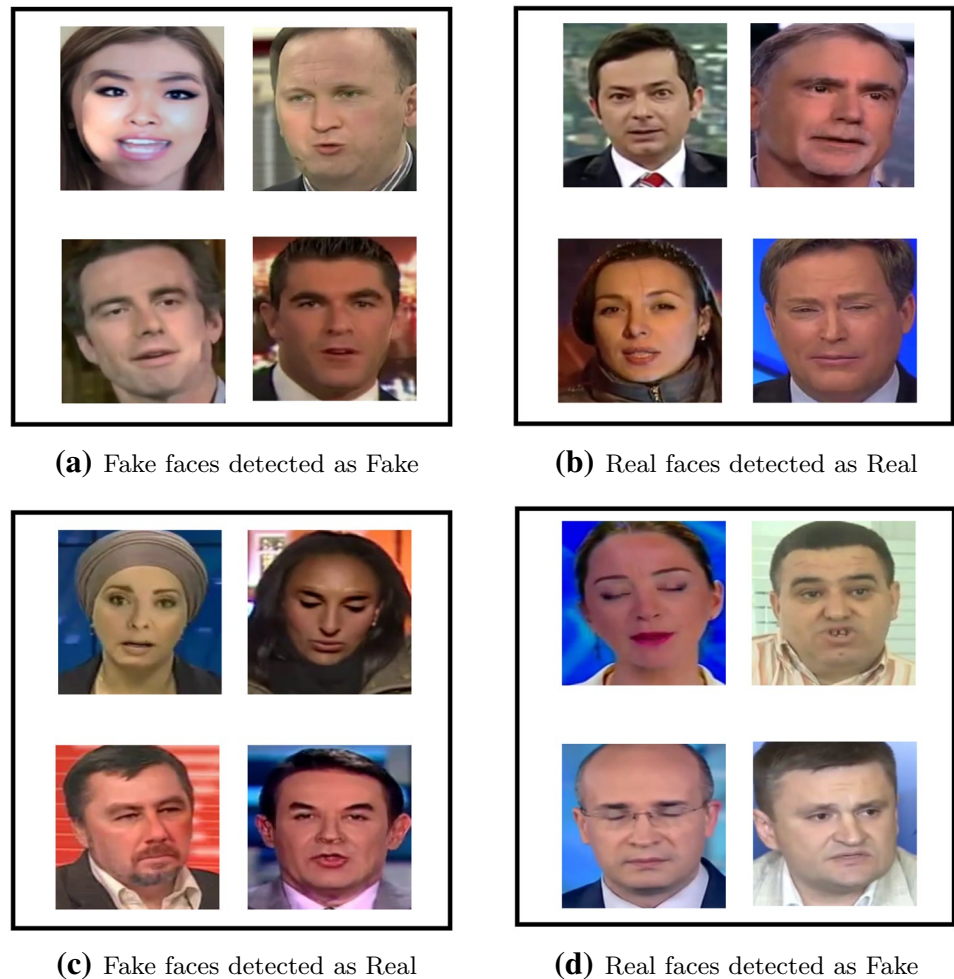 (a) Fake faces detected as Fake
(b) Real faces detected as Real
(c) Fake faces detected as Real
(d) Real faces detected as Fake